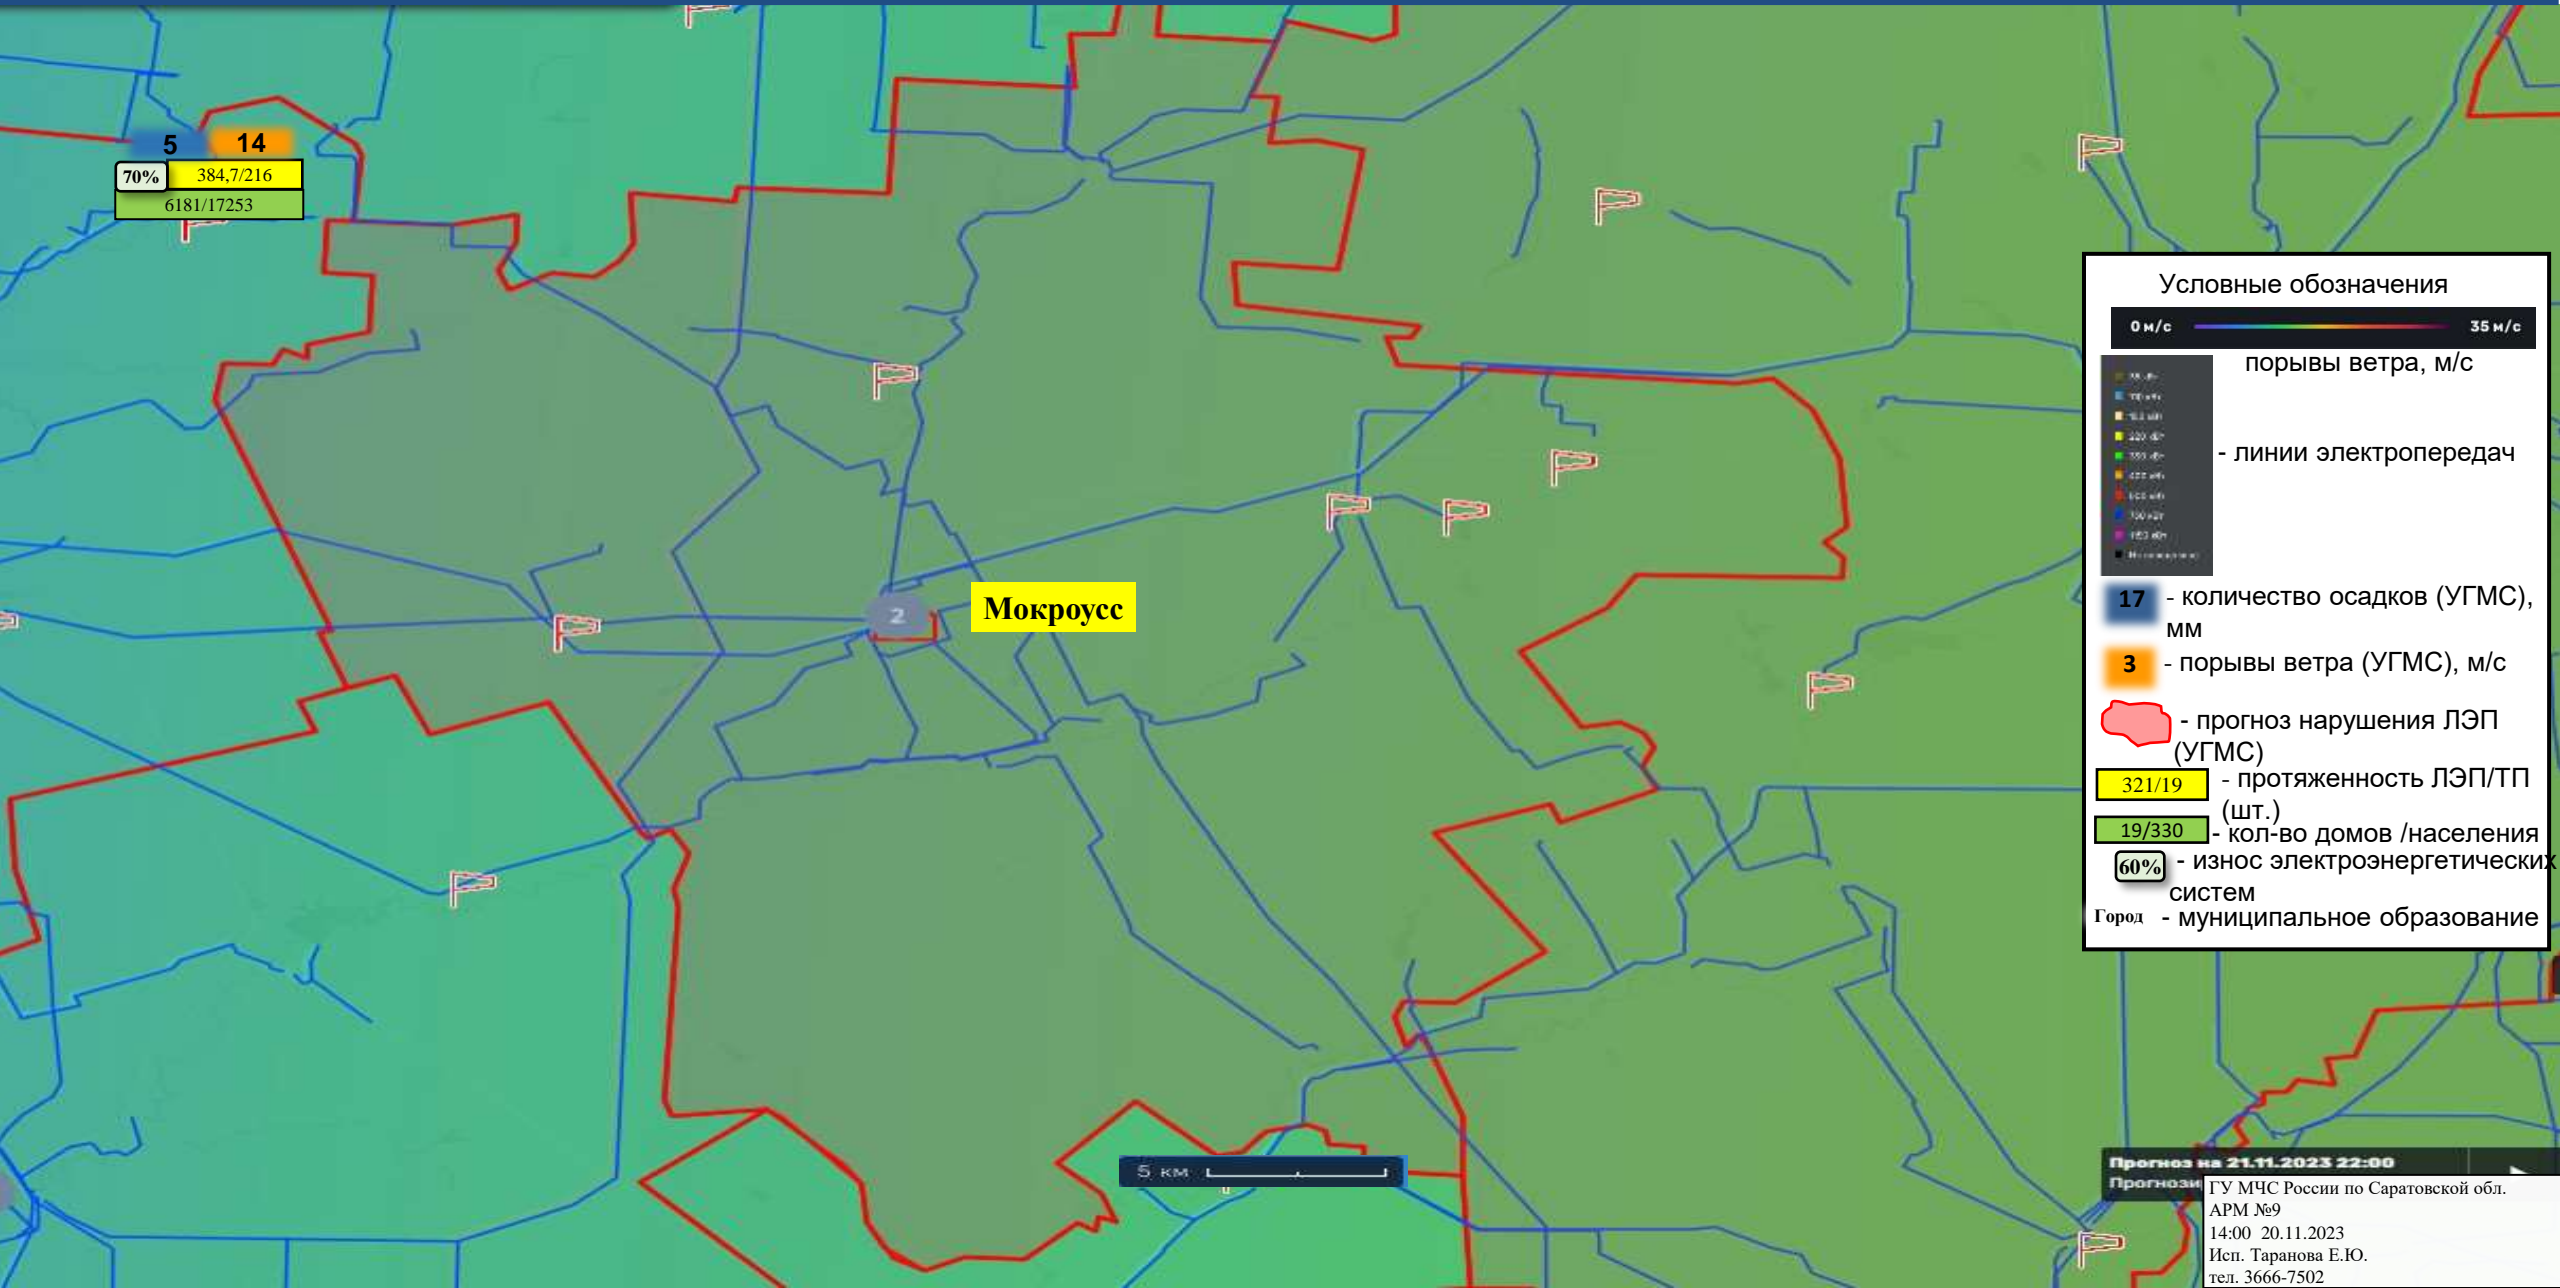 5 14
70% 384,7/216
6181/17253
2
Мокроусс
Условные обозначения
0 м/с 35 м/с
порывы ветра, м/с
- линии электропередач
17 - количество осадков (УГМС),
мм
3 - порывы ветра (УГМС), м/с
- прогноз нарушения ЛЭП
(УГМС)
321/19 - протяженность ЛЭП/ТП
(шт.)
19/330 - кол-во домов /населения
60% - износ электроэнергетических
систем
Город - муниципальное образование
5 км
Прогноз на 21.11.2023 22:00
ГУ МЧС России по Саратовской обл.
АРМ №9
14:00 20.11.2023
Исп. Таранова Е.Ю.
тел. 3666-7502